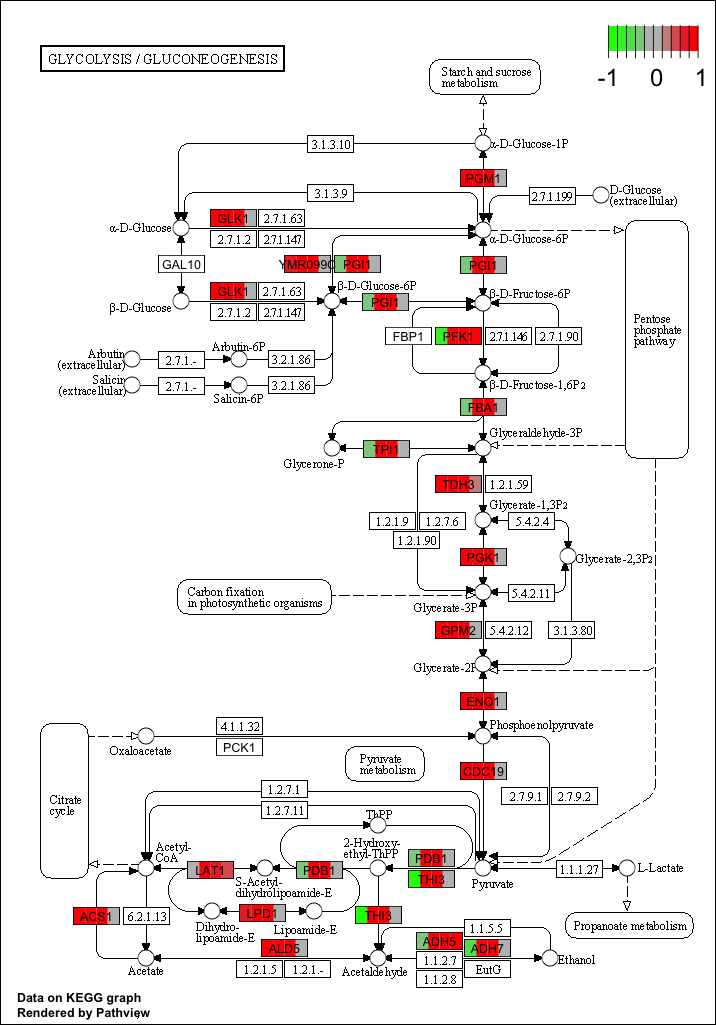 GLYCOLYSIS / GLUCONEOGENESIS
-1 0 1
Starch and sucrose
metabolism
3.1.3.10
α-D-Glucose-1P
PGM1
3.1.3.9
2.7.1.199
D-Glucose
(extracellular)
GLK1
2.7.1.63
α-D-Glucose
2.7.1.2
2.7.1.147
α-D-Glucose-6P
GAL10
YMR099C
PGI1
PGI1
β-D-Glucose-6P
GLK1
2.7.1.63
β-D-Glucose
2.7.1.2
2.7.1.147
PGI1
β-D-Fructose-6P
Pentose
phosphate
pathway
FBP1
PFK1
2.7.1.146
2.7.1.90
Arbutin
(extracellular)
2.7.1.-
Arbutin-6P
3.2.1.86
Salicin
(extracellular)
2.7.1.-
Salicin-6P
3.2.1.86
β-D-Fructose-1,6P2
FBA1
Glyceraldehyde-3P
TPI1
Glycerone-P
TDH3
1.2.1.59
Glycerate-1,3P2
1.2.1.9
1.2.7.6
5.4.2.4
1.2.1.90
PGK1
Glycerate-2,3P2
Carbon fixation
in photosynthetic organisms
5.4.2.11
Glycerate-3P
GPM2
5.4.2.12
3.1.3.80
Glycerate-2P
ENO1
4.1.1.32
Phosphoenolpyruvate
Oxaloacetate
PCK1
Pyruvate
metabolism
CDC19
Citrate
cycle
1.2.7.1
2.7.9.1
2.7.9.2
1.2.7.11
ThPP
Acetyl-
CoA
2-Hydroxy-
ethyl-ThPP
LAT1
PDB1
PDB1
THI3
S-Acetyl-
dihydrolipoamide-E
Pyruvate
1.1.1.27
L-Lactate
ACS1
6.2.1.13
LPD1
THI3
Dihydro-
lipoamide-E
Lipoamide-E
Propanoate metabolism
ALD5
ADH5
1.1.5.5
1.1.2.7
ADH7
Acetate
1.2.1.5
1.2.1.-
Acetaldehyde
1.1.2.8
EutG
Ethanol
Data on KEGG graph
Rendered by Pathview